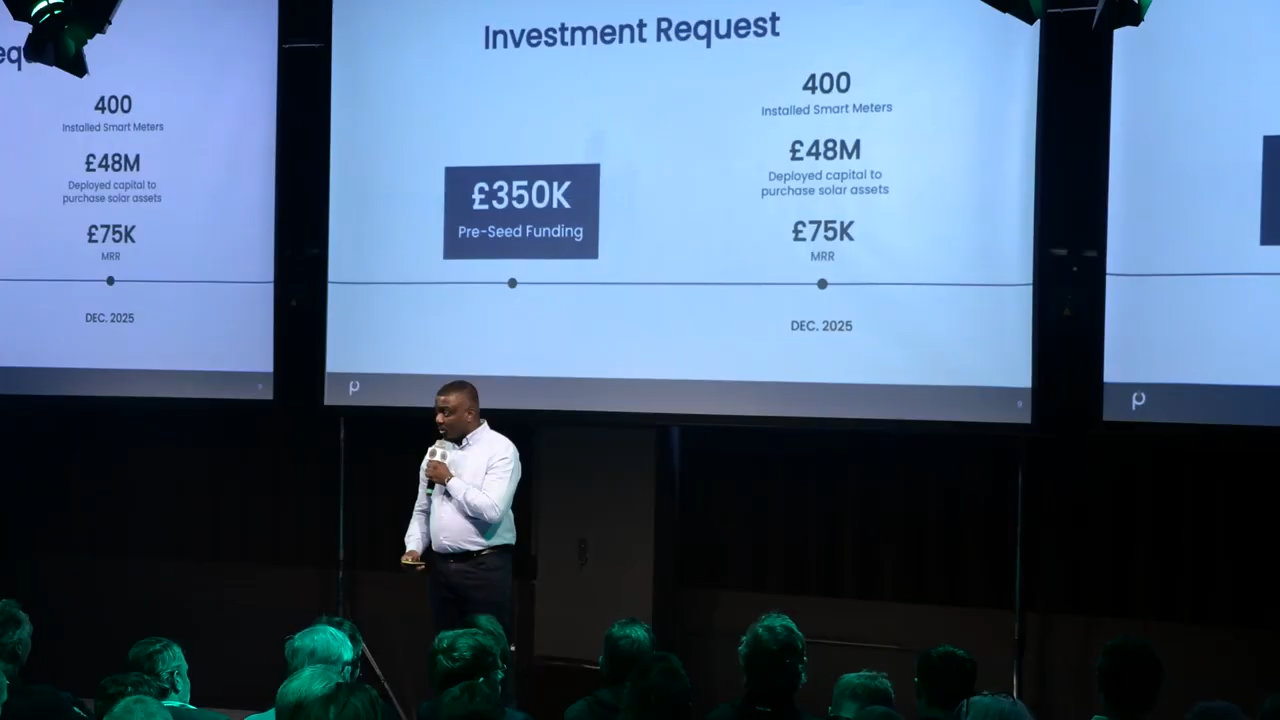 eq
400
Installed Smart Meters
£48M
Deployed capital to
purchase solar assets
£75K
MRR
DEC. 2025
Investment Request
£350K
Pre-Seed Funding
400
Installed Smart Meters
£48M
Deployed capital to
purchase solar assets
£75K
MRR
DEC. 2025